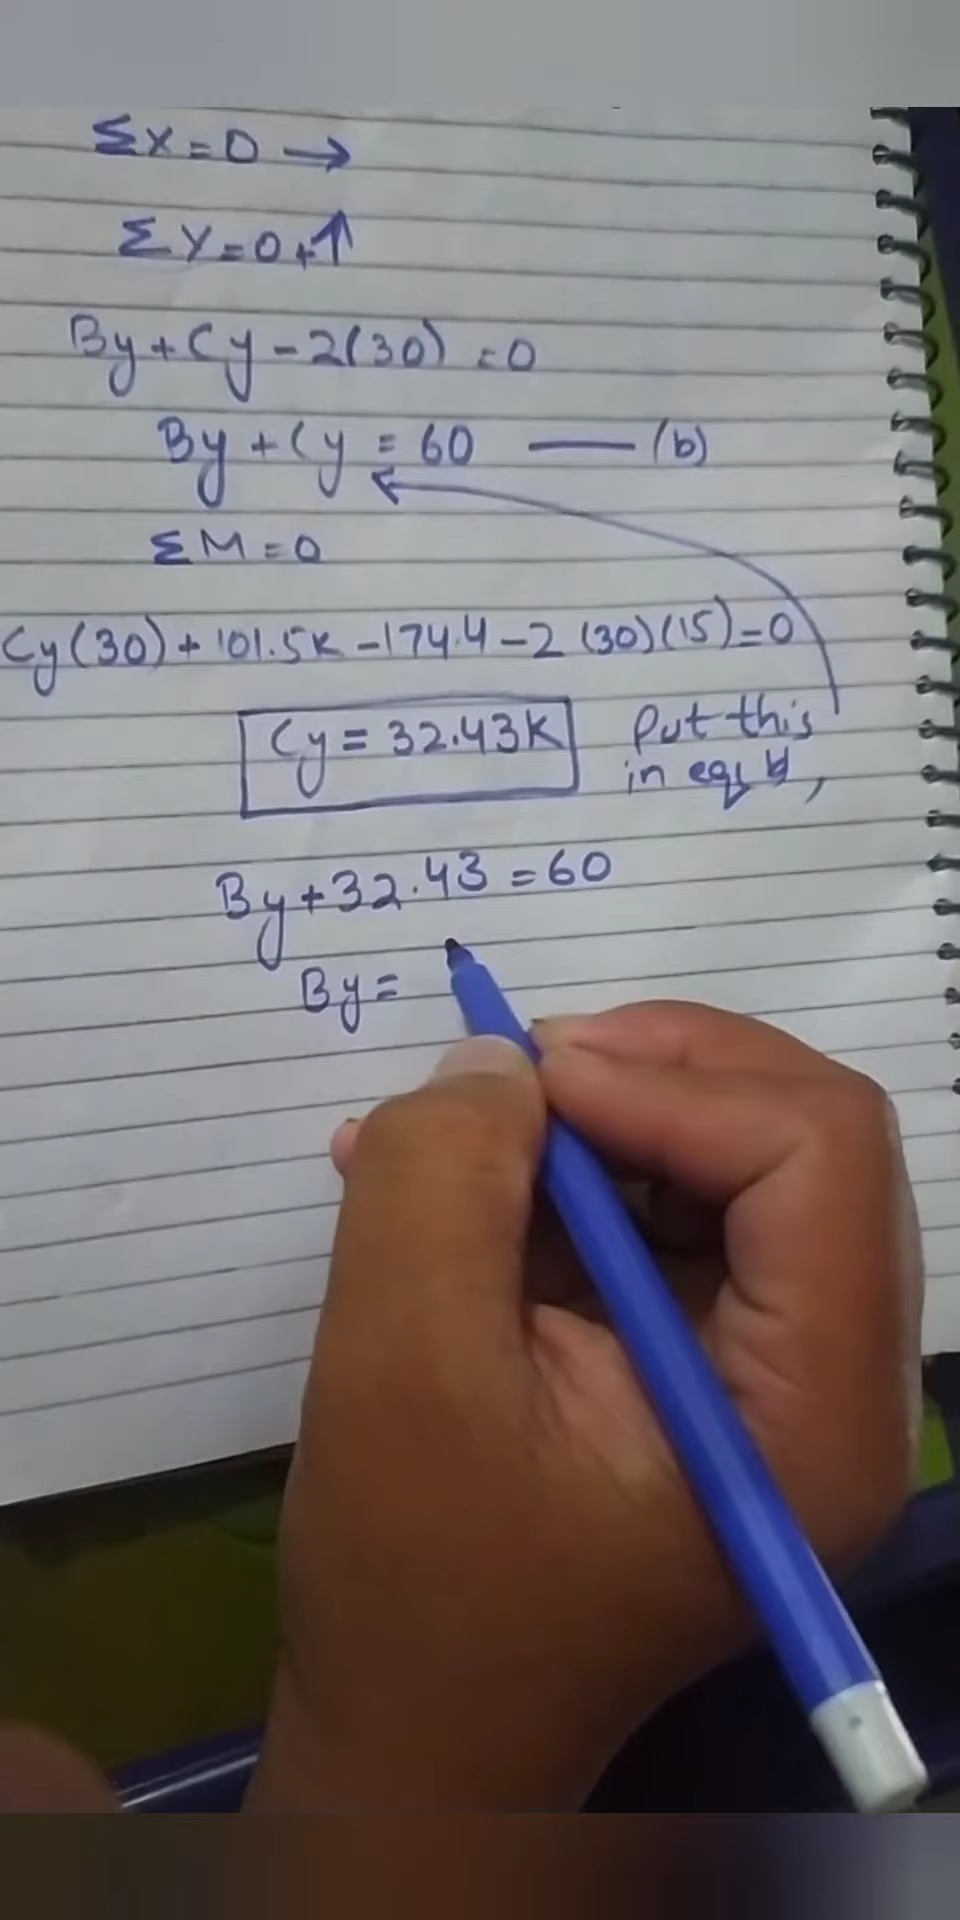 ΣX=0 →
ΣY=0+↑
By+Cy-2(30)=0
By+Cy=60 —— (b)
ΣM=0
Cy(30)+101.5K-174.4-2(30)(15)=0
Cy=32.43K Put this
in eq b,
By+32.43=60
By=